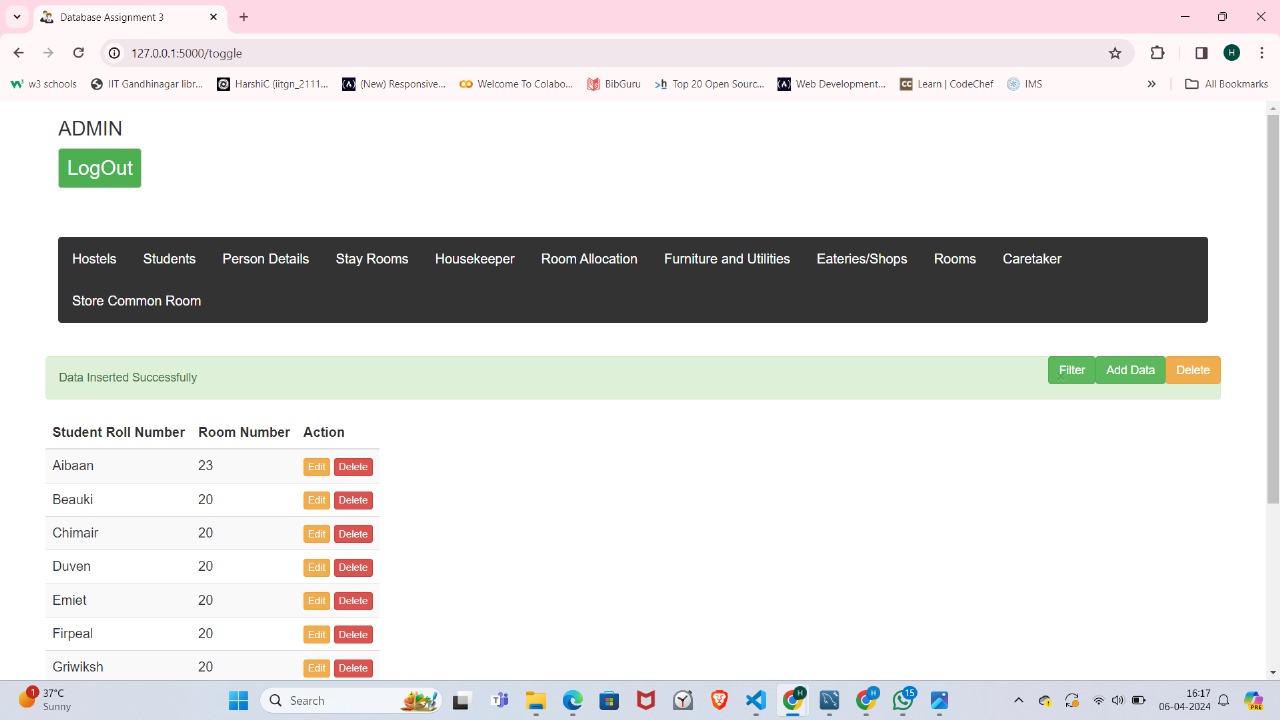 Database Assignment 3
127.0.0.1:5000/toggle
H
w3 schools
IIT Gandhinagar libr...
HarshiC (iitgn_2111...
(New) Responsive...
Welcome To Colabo...
BibGuru
Top 20 Open Sourc...
Web Development...
Learn | CodeChef
IMS
All Bookmarks
ADMIN
LogOut
Hostels Students Person Details Stay Rooms Housekeeper Room Allocation Furniture and Utilities Eateries/Shops Rooms Caretaker
Store Common Room
Data Inserted Successfully
Filter Add Data Delete
Student Roll Number Room Number Action
Aibaan 23 Edit Delete
Beauki 20 Edit Delete
Chimair 20 Edit Delete
Duven 20 Edit Delete
Emiet 20 Edit Delete
Firpeal 20 Edit Delete
Griwiksh 20 Edit Delete
1 37°C
Sunny
Search
15
16:17
06-04-2024
PRE